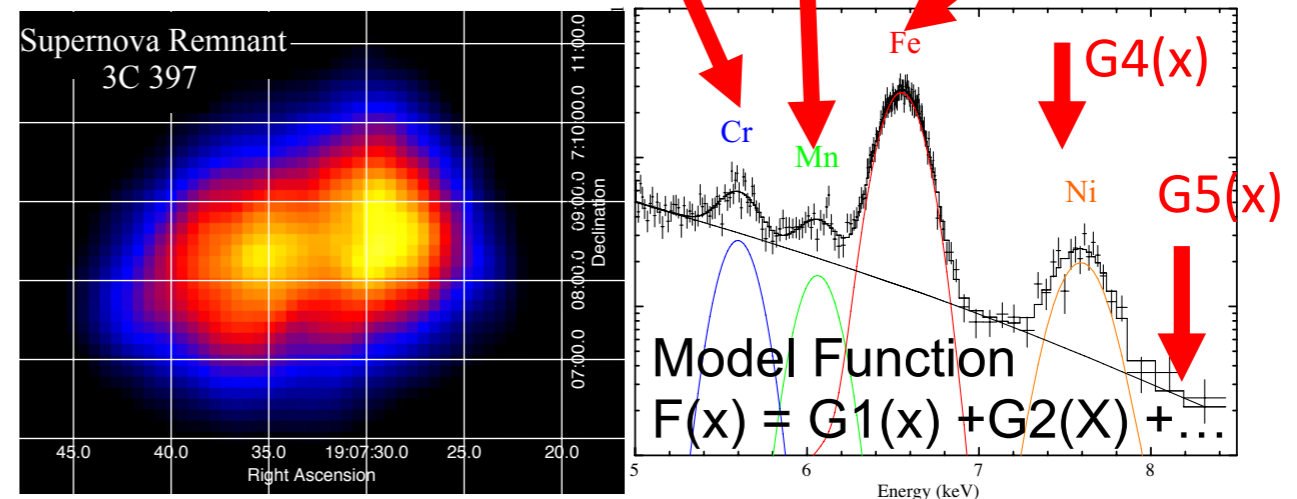 Supernova Remnant
3C 397
11:00.0
7:10:00.0
09:00.0
08:00.0
07:00.0
Declination
45.0 40.0 35.0 19:07:30.0 25.0 20.0
Right Ascension
Fe
G4(x)
Cr
Mn
Ni
G5(x)
Model Function
F(x) = G1(x) +G2(X) +...
5 6 7 8
Energy (keV)